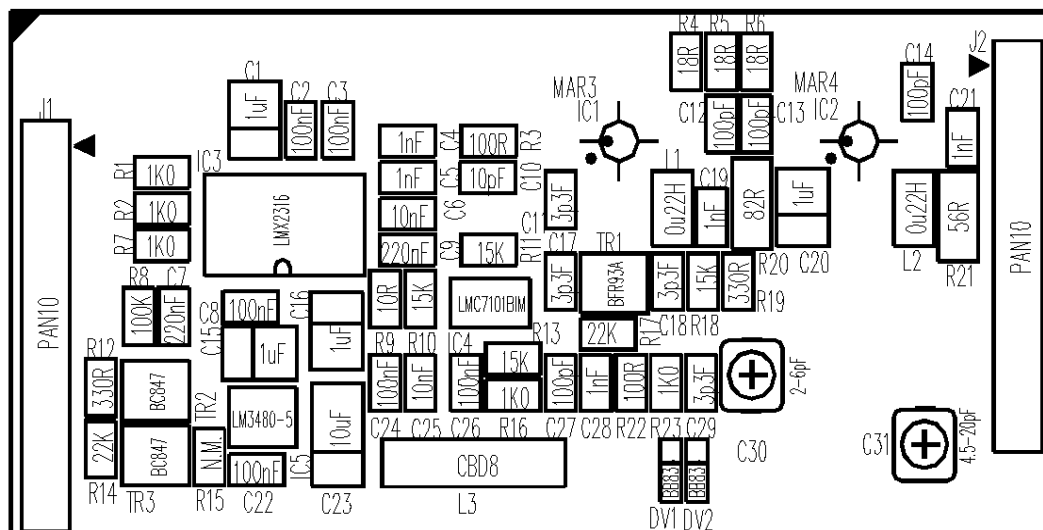 R4 R5 R6
18R 18R 18R
C1
1uF
C2 C3
100nF 100nF
MAR3
IC1
MAR4
IC2
C12 C13
100pF 100pF
C14
100pF
J2
C21
1nF
J1
R1
1K0
R2
1K0
R7
1K0
IC3
LMX2316
1nF C4
100R R3
1nF C5
10pF C10
10nF C6
220nF C9
15K R11
C11
3p3F
L1
0u22H
C19
1nF
82R
R20
1uF
C20
0u22H
L2
56R
R21
PAN10
PAN10
R8 C7
100K 220nF
C8
100nF
C15
1uF
C16
1uF
10R 15K
R9 R10
LMC7101BIM
IC4
R13
15K
C17
3p3F
TR1
BFR93A
3p3F 15K 330R
C18 R18 R19
22K R17
R12
330R
BC847
TR2
LM3480-5
IC5
10uF
C23
100nF 10nF 100nF
C24 C25 C26
1K0
R16
100pF 1nF 100R 1K0 3p3F
C27 C28 R22 R23 C29
2-6pF
C30
C31
4.5-20pF
22K
R14
BC847
TR3
N.M.
R15
100nF
C22
CBD8
L3
BB83 BB83
DV1 DV2